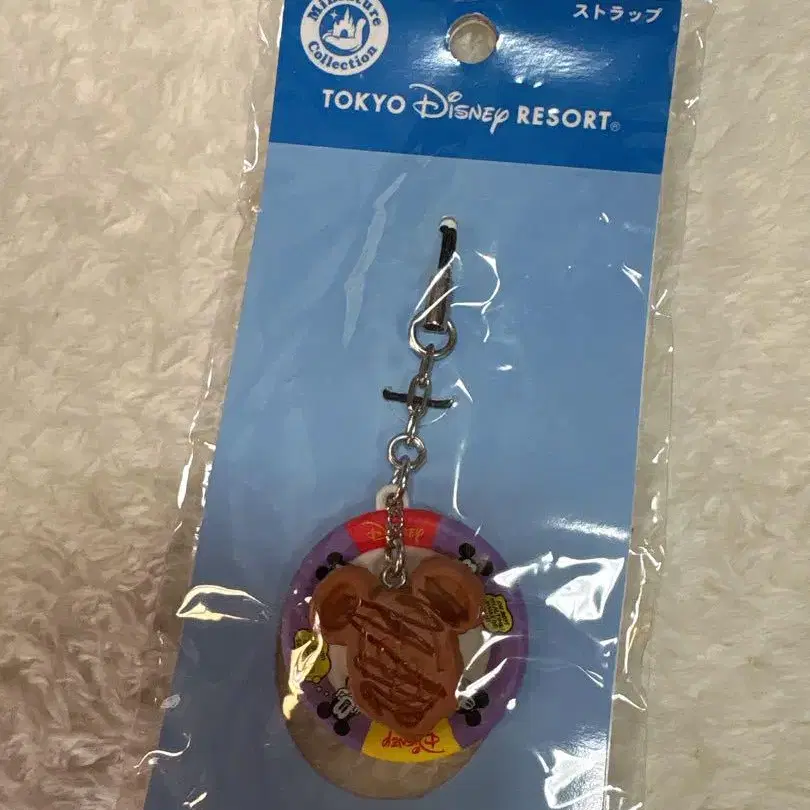 Miniature
Collection
ストラップ
TOKYO Disney RESORT®
Disney
Disney